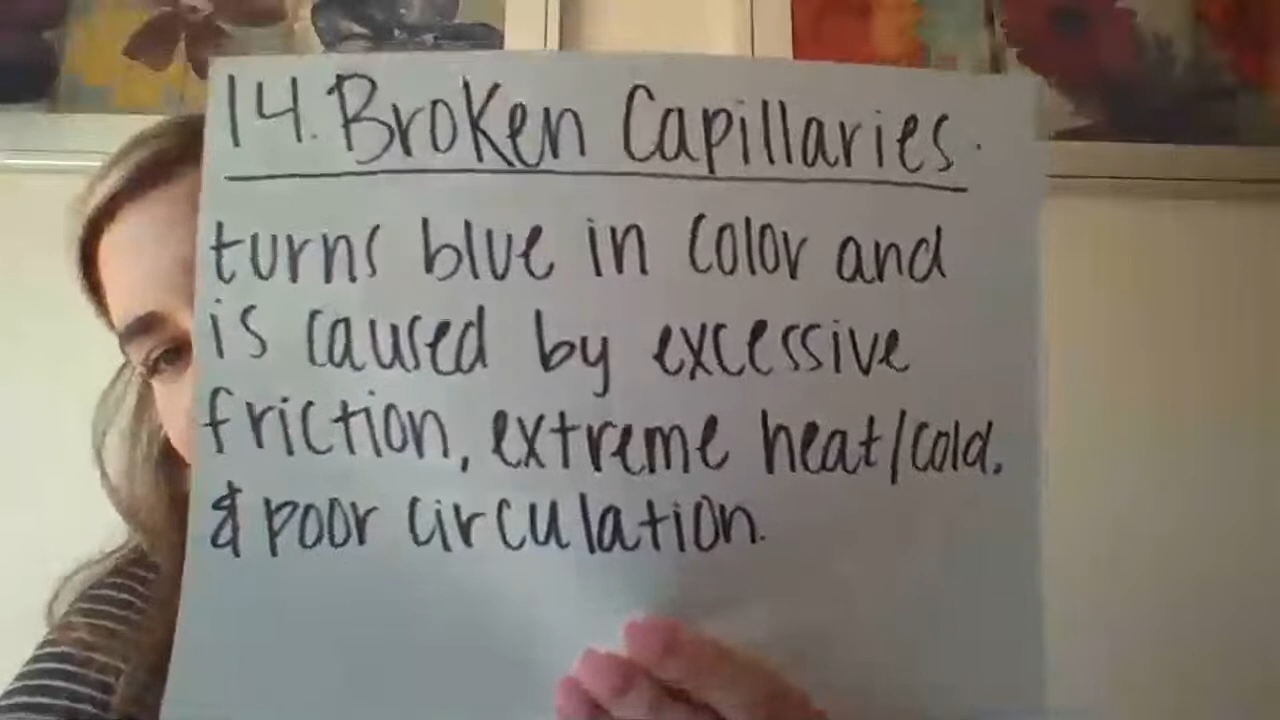 14. Broken Capillaries.
turns blue in color and
is caused by excessive
friction, extreme heat/cold.
& poor circulation.